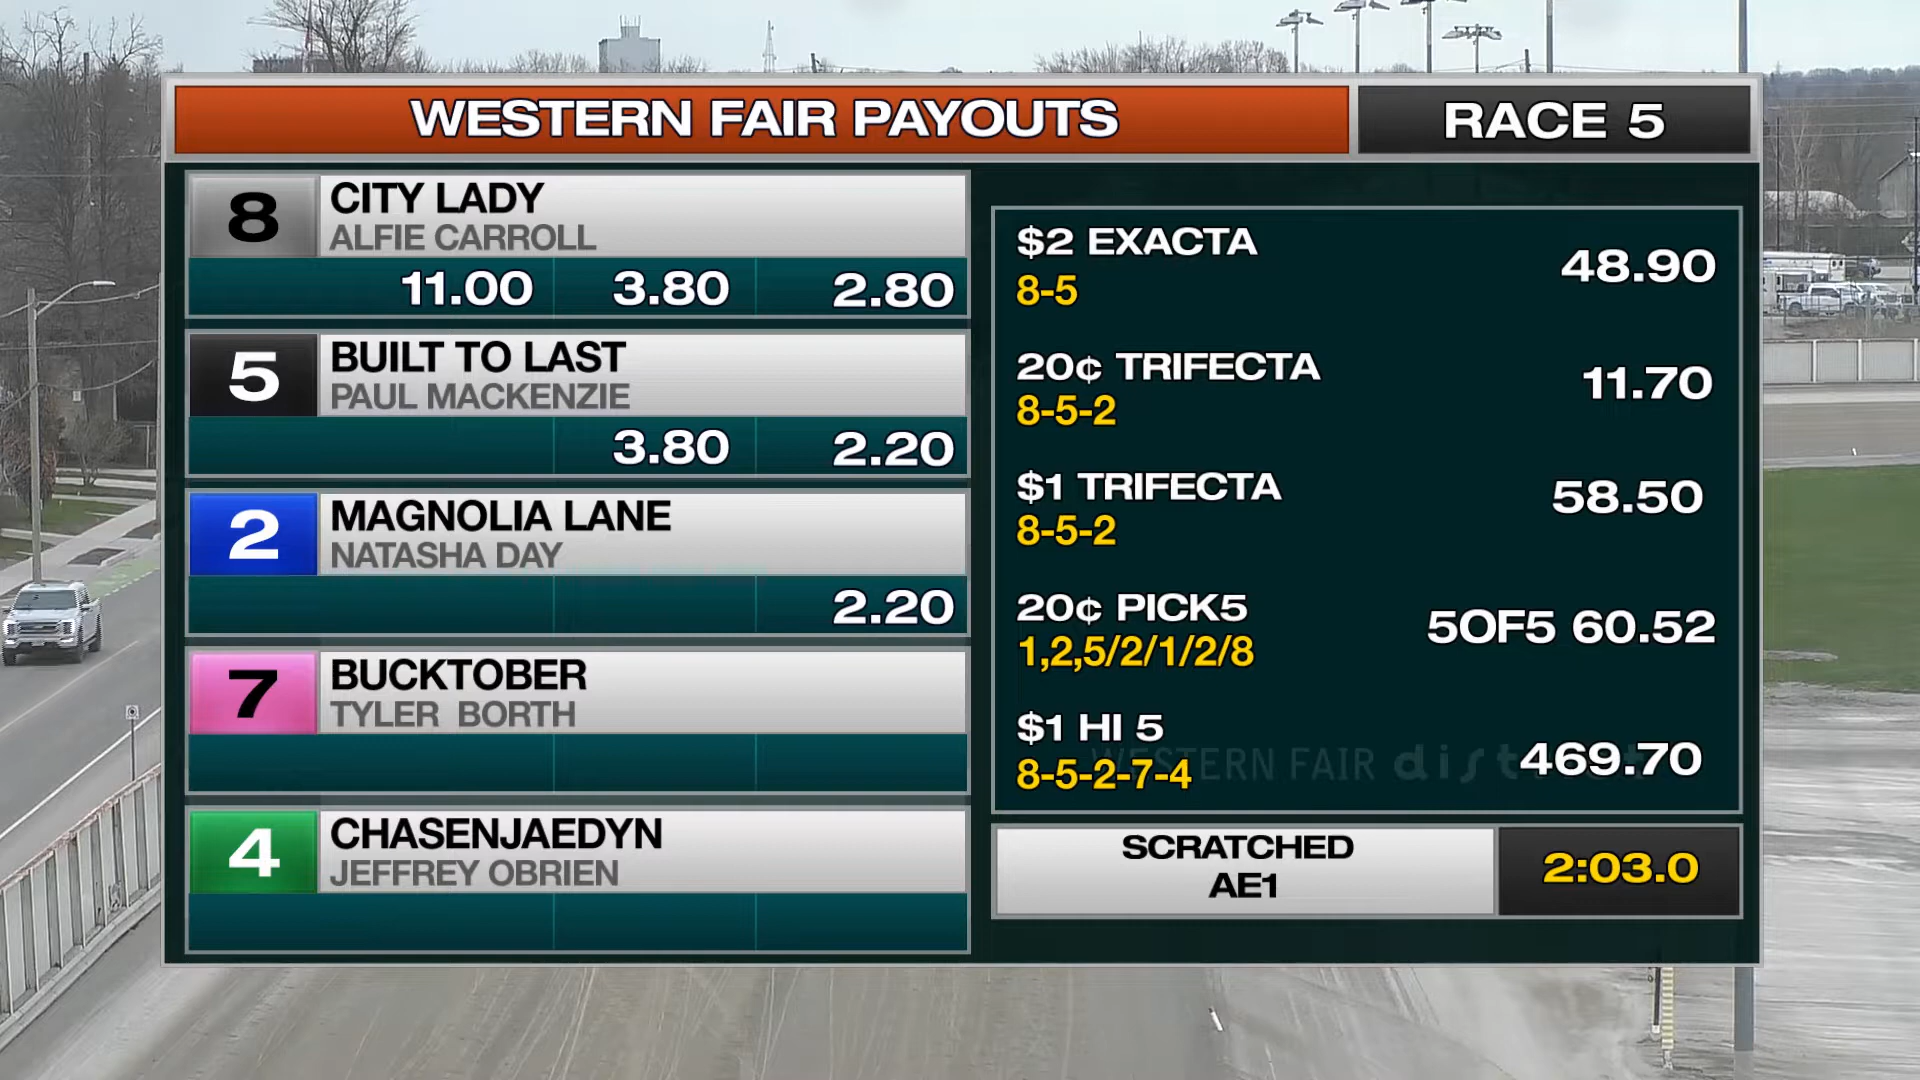 WESTERN FAIR PAYOUTS
RACE 5
8
CITY LADY
ALFIE CARROLL
11.00 3.80 2.80
5
BUILT TO LAST
PAUL MACKENZIE
3.80 2.20
2
MAGNOLIA LANE
NATASHA DAY
2.20
7
BUCKTOBER
TYLER BORTH
4
CHASENJAEDYN
JEFFREY OBRIEN
$2 EXACTA
8-5
48.90
20¢ TRIFECTA
8-5-2
11.70
$1 TRIFECTA
8-5-2
58.50
20¢ PICK5
1,2,5/2/1/2/8
5OF5 60.52
$1 HI 5
8-5-2-7-4
469.70
WESTERN FAIR district
SCRATCHED
AE1
2:03.0